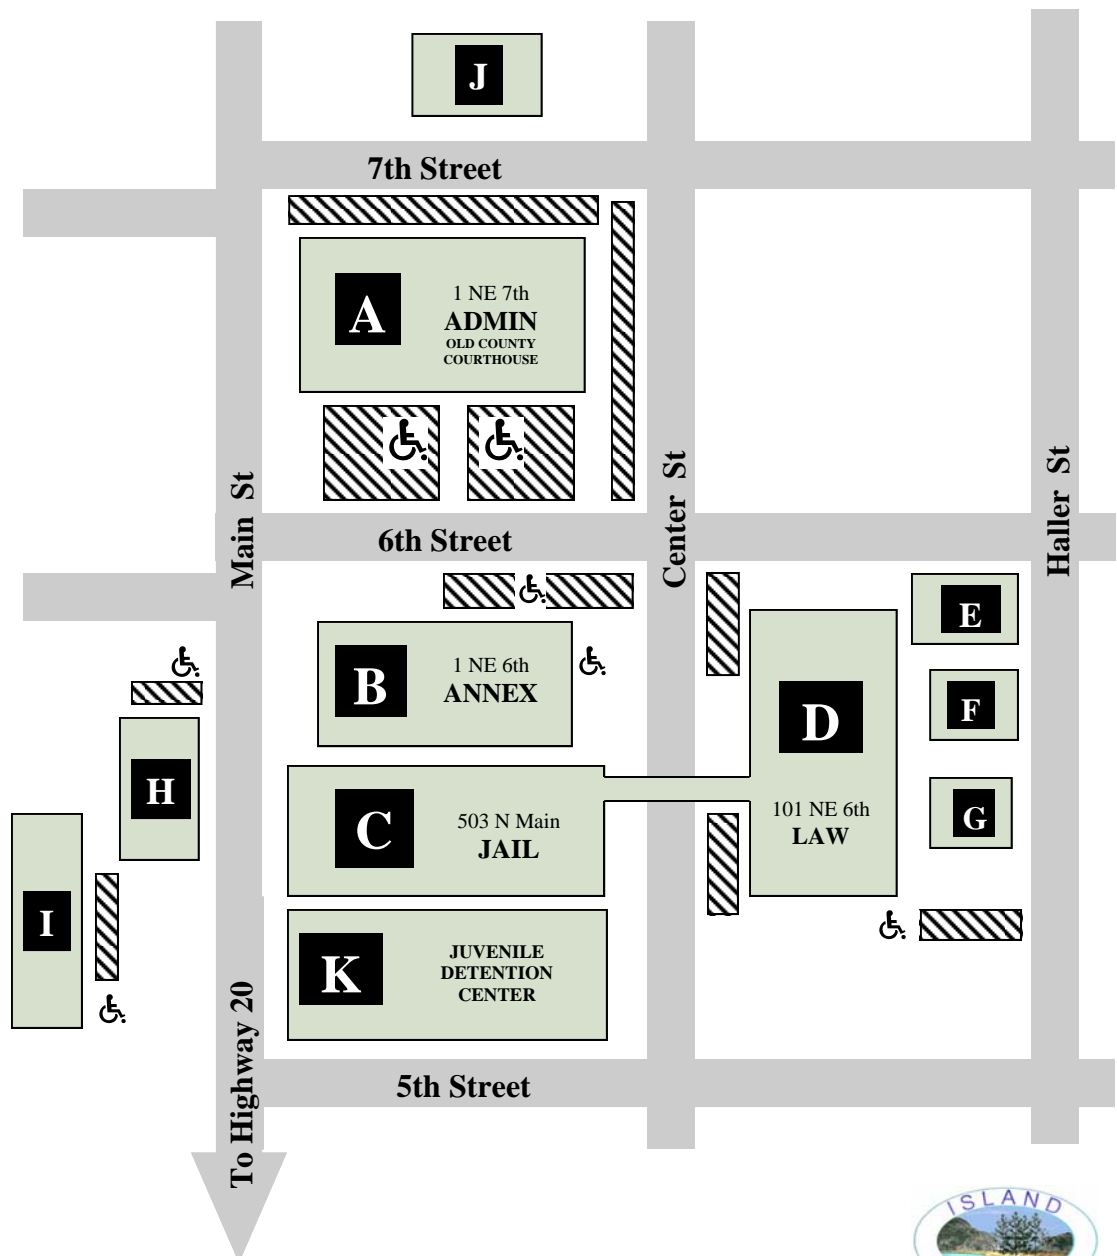 J
7th Street
A
1 NE 7th
ADMIN
OLD COUNTY
COURTHOUSE
Main St
6th Street
Center St
Haller St
B
1 NE 6th
ANNEX
C
503 N Main
JAIL
D
101 NE 6th
LAW
E
F
G
H
I
K
JUVENILE
DETENTION
CENTER
5th Street
To Highway 20
ISLAND